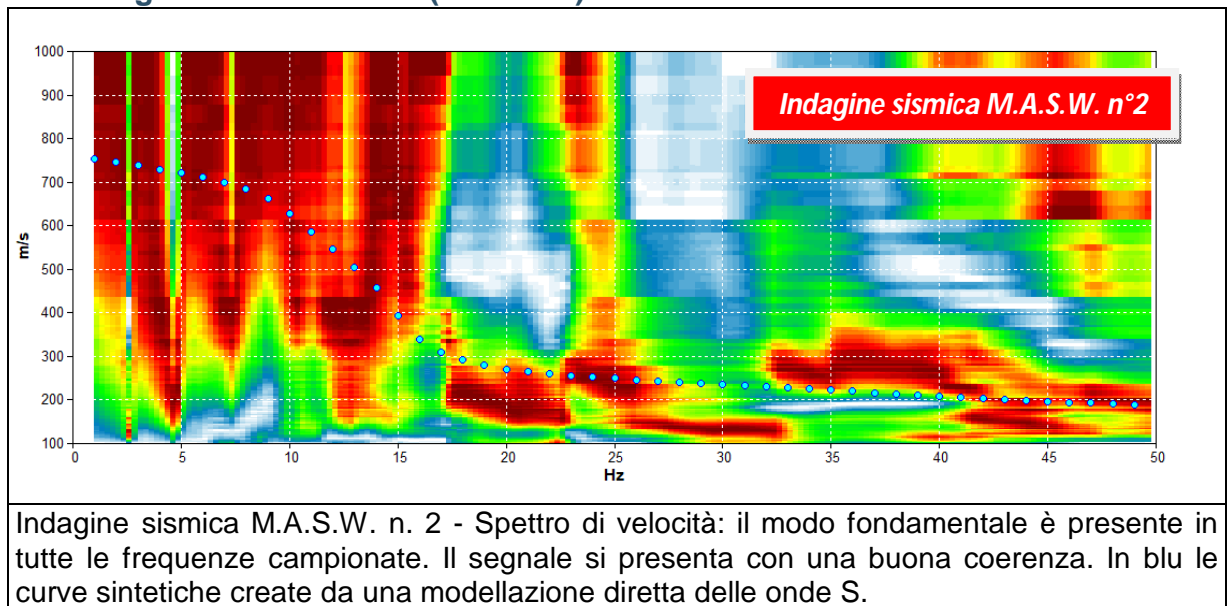 Indagine sismica M.A.S.W. n°2
1000
900
800
700
600
500
400
300
200
100
m/s
0 5 10 15 20 25 30 35 40 45 50
Hz
Indagine sismica M.A.S.W. n. 2 - Spettro di velocità: il modo fondamentale è presente in
tutte le frequenze campionate. Il segnale si presenta con una buona coerenza. In blu le
curve sintetiche create da una modellazione diretta delle onde S.